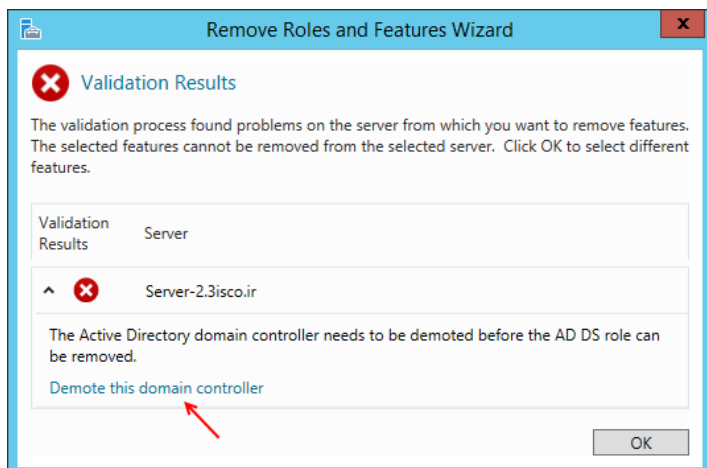 Remove Roles and Features Wizard
x
Validation Results
The validation process found problems on the server from which you want to remove features.
The selected features cannot be removed from the selected server.  Click OK to select different
features.
Validation
Results
Server
Server-2.3isco.ir
The Active Directory domain controller needs to be demoted before the AD DS role can
be removed.
Demote this domain controller
OK